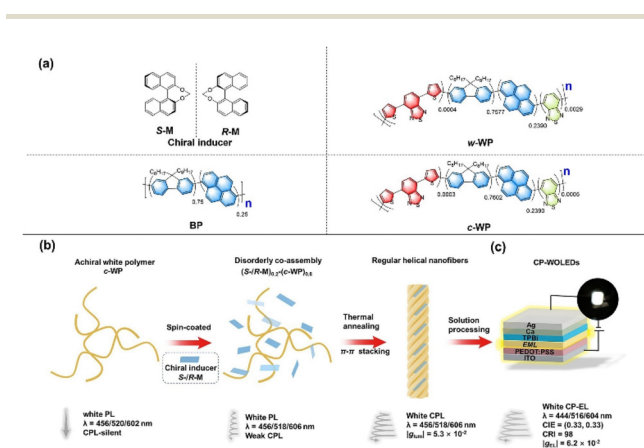 (a)
S-M
R-M
Chiral inducer
C₈H₁₇ C₈H₁₇
S
N S N
S
0.0004
0.7577
0.2390
N S N
0.0029
n
w-WP
C₈H₁₇ C₈H₁₇
0.75
0.25
n
BP
C₈H₁₇ C₈H₁₇
S
N S N
S
0.0003
0.7602
0.2390
N S N
0.0006
n
c-WP
(b)
(c)
Achiral white polymer
c-WP
Spin-coated
Chiral inducer
S-/R-M
white PL
λ = 456/520/602 nm
CPL-silent
Disorderly co-assembly
(S-/R-M)₀.₂-(c-WP)₀.₈
White PL
λ = 456/518/606 nm
Weak CPL
Thermal
annealing
π-π stacking
Regular helical nanofibers
White CPL
λ = 456/518/606 nm
|gₗᵤₘ| = 5.3 × 10⁻²
Solution
processing
CP-WOLEDs
Ag
Ca
TPBi
EML
PEDOT:PSS
ITO
White CP-EL
λ = 444/516/604 nm
CIE = (0.33, 0.33)
CRI = 98
|g_EL| = 6.2 × 10⁻²